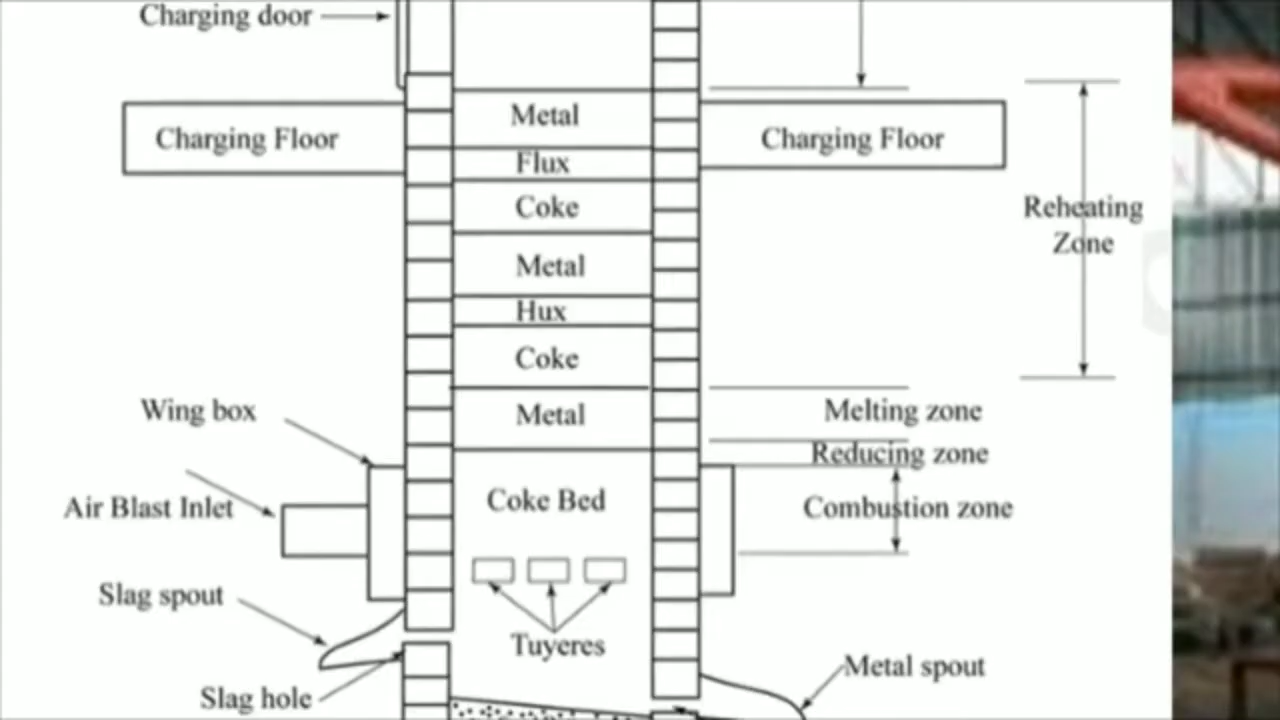 Charging door
Metal
Charging Floor
Charging Floor
Flux
Coke
Reheating
Zone
Metal
Hux
Coke
Wing box
Metal
Melting zone
Reducing zone
Air Blast Inlet
Coke Bed
Combustion zone
Slag spout
Tuyeres
Metal spout
Slag hole